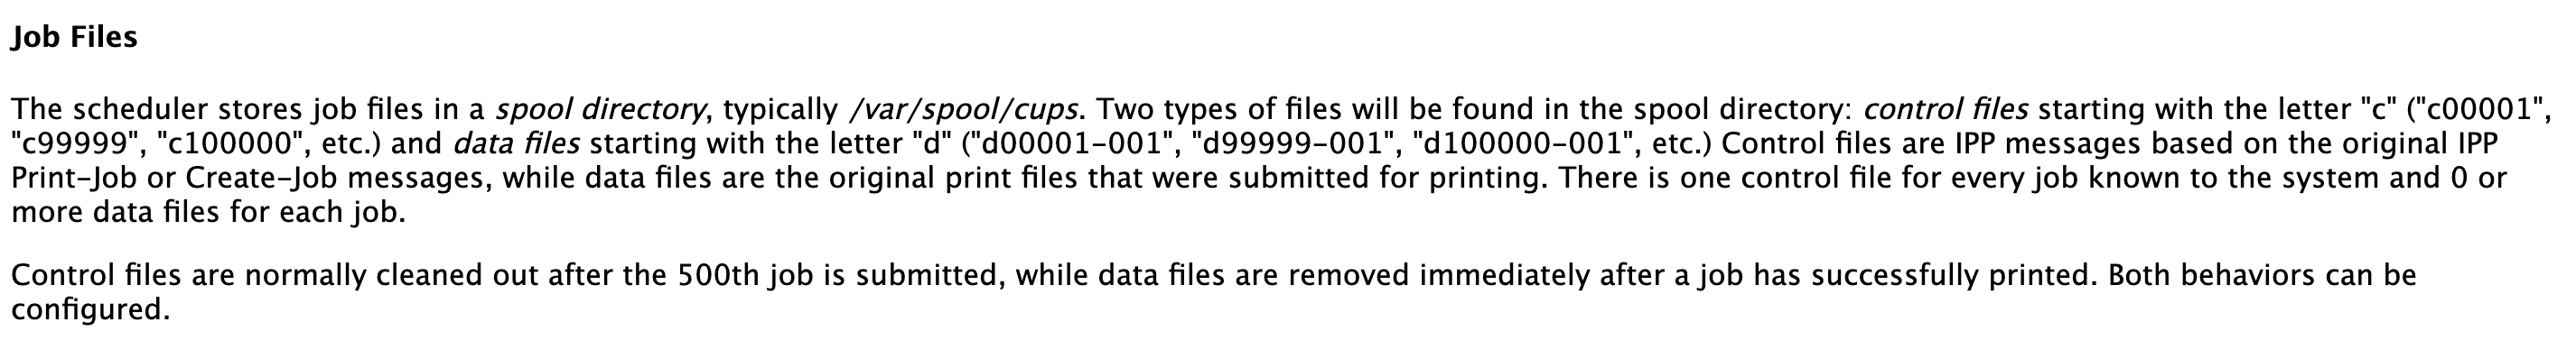 Job Files
The scheduler stores job files in a spool directory, typically /var/spool/cups. Two types of files will be found in the spool directory: control files starting with the letter "c" ("c00001",
"c99999", "c100000", etc.) and data files starting with the letter "d" ("d00001-001", "d99999-001", "d100000-001", etc.) Control files are IPP messages based on the original IPP
Print-Job or Create-Job messages, while data files are the original print files that were submitted for printing. There is one control file for every job known to the system and 0 or
more data files for each job.
Control files are normally cleaned out after the 500th job is submitted, while data files are removed immediately after a job has successfully printed. Both behaviors can be
configured.